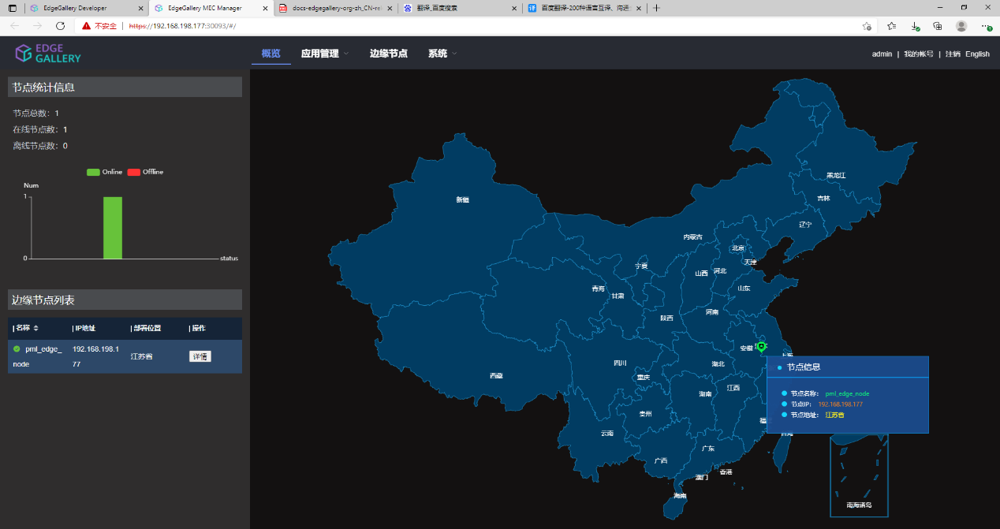 EdgeGallery Developer
EdgeGallery MEC Manager
docs-edgegallery-org-zh_CN-rel
翻译_百度搜索
译 百度翻译-200种语言互译、沟通
不安全 | https://192.168.198.177:30093/#/
EDGE
GALLERY
概览 应用管理 边缘节点 系统
admin | 我的帐号 | 注销 English
节点统计信息
节点总数: 1
在线节点数: 1
离线节点数: 0
Online Offline
Num
1
0
status
边缘节点列表
| 名称 | IP地址 | 部署位置 | 操作
pml_edge_
node
192.168.198.1
77
江苏省
详情
黑龙江
吉林
辽宁
新疆
内蒙古
北京
天津
宁夏
山西
河北
青海
甘肃
山东
陕西
河南
安徽
上海
四川
湖北
重庆
西藏
湖南
江西
贵州
云南
广西
广东
香港
澳门
海南
台湾
南海诸岛
节点信息
节点名称: pml_edge_node
节点IP: 192.168.198.177
节点地址: 江苏省